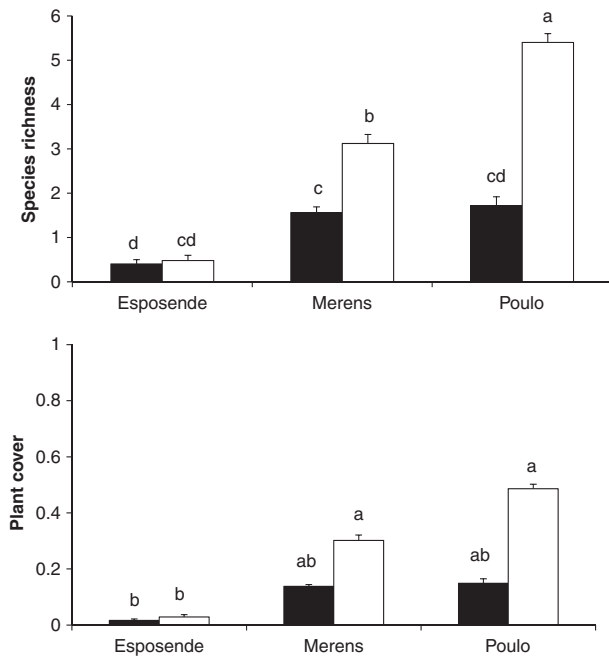 6
5
4
3
2
1
0
Species richness
d
cd
c
b
cd
a
Esposende
Merens
Poulo
1
0.8
0.6
0.4
0.2
0
Plant cover
b
b
ab
a
ab
a
Esposende
Merens
Poulo